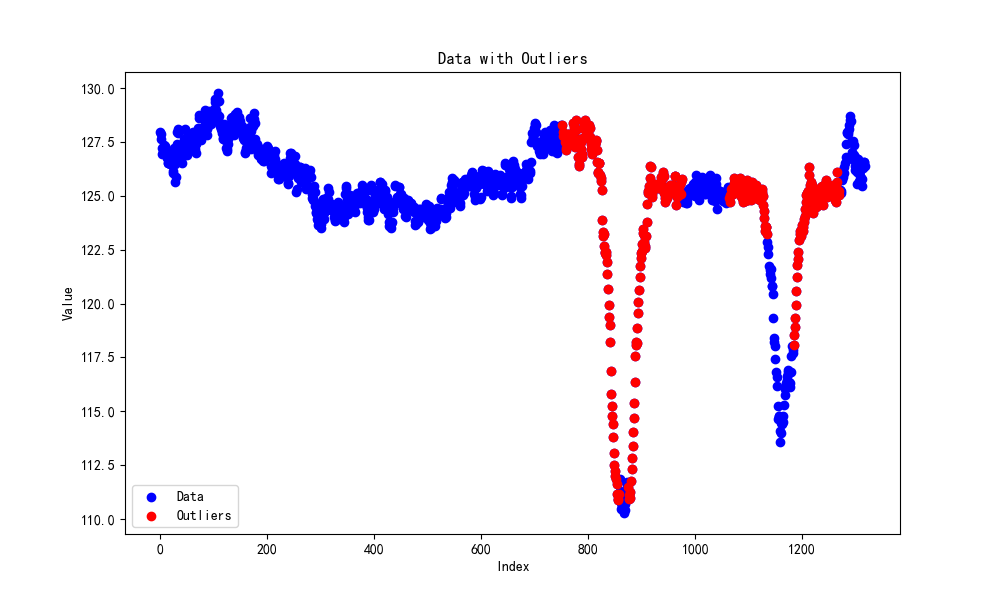 Data with Outliers
130.0
127.5
125.0
122.5
120.0
117.5
115.0
112.5
110.0
Value
Data
Outliers
0 200 400 600 800 1000 1200
Index